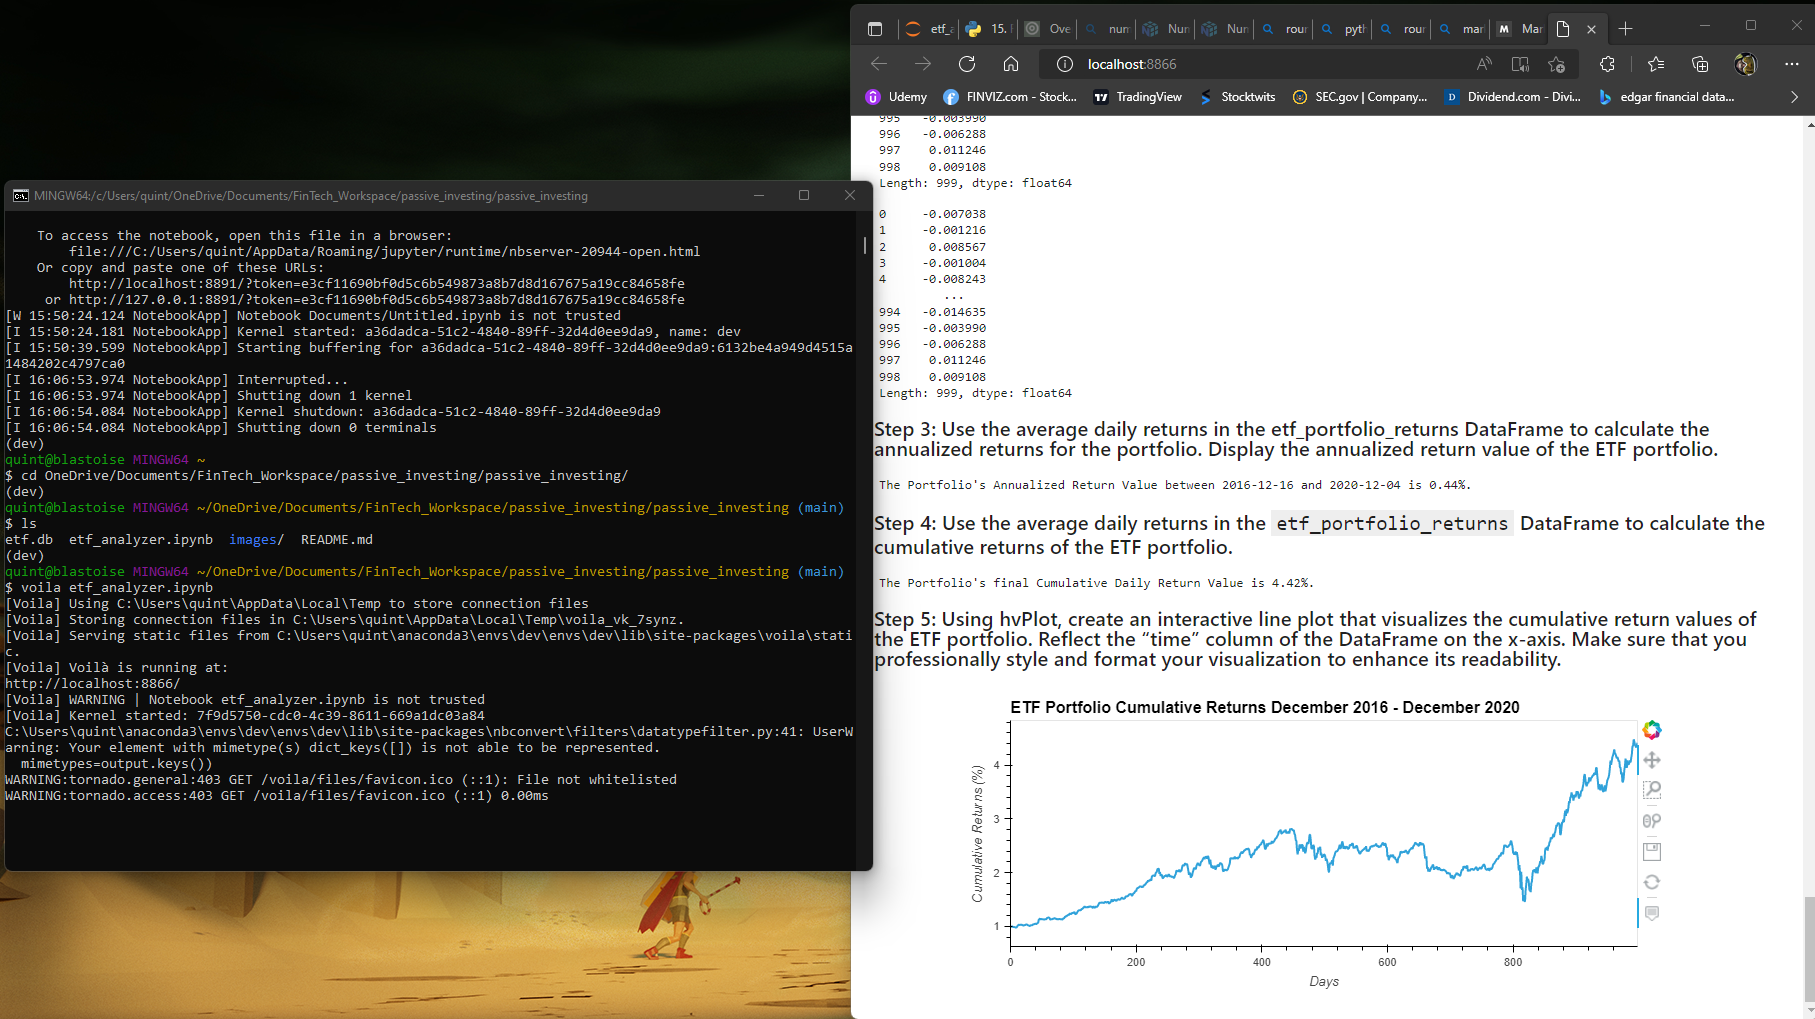 MINGW64:/c/Users/quint/OneDrive/Documents/FinTech_Workspace/passive_investing/passive_investing
To access the notebook, open this file in a browser:
file:///C:/Users/quint/AppData/Roaming/jupyter/runtime/nbserver-20944-open.html
Or copy and paste one of these URLs:
http://localhost:8891/?token=e3cf11690bf0d5c6b549873a8b7d8d167675a19cc84658fe
or http://127.0.0.1:8891/?token=e3cf11690bf0d5c6b549873a8b7d8d167675a19cc84658fe
[W 15:50:24.124 NotebookApp] Notebook Documents/Untitled.ipynb is not trusted
[I 15:50:24.181 NotebookApp] Kernel started: a36dadca-51c2-4840-89ff-32d4d0ee9da9, name: dev
[I 15:50:39.599 NotebookApp] Starting buffering for a36dadca-51c2-4840-89ff-32d4d0ee9da9:6132be4a949d4515a
1484202c4797ca0
[I 16:06:53.974 NotebookApp] Interrupted...
[I 16:06:53.974 NotebookApp] Shutting down 1 kernel
[I 16:06:54.084 NotebookApp] Kernel shutdown: a36dadca-51c2-4840-89ff-32d4d0ee9da9
[I 16:06:54.084 NotebookApp] Shutting down 0 terminals
(dev)
quint@blastoise MINGW64 ~
$ cd OneDrive/Documents/FinTech_Workspace/passive_investing/passive_investing/
(dev)
quint@blastoise MINGW64 ~/OneDrive/Documents/FinTech_Workspace/passive_investing/passive_investing (main)
$ ls
etf.db  etf_analyzer.ipynb  images/  README.md
(dev)
quint@blastoise MINGW64 ~/OneDrive/Documents/FinTech_Workspace/passive_investing/passive_investing (main)
$ voila etf_analyzer.ipynb
[Voila] Using C:\Users\quint\AppData\Local\Temp to store connection files
[Voila] Storing connection files in C:\Users\quint\AppData\Local\Temp\voila_vk_7synz.
[Voila] Serving static files from C:\Users\quint\anaconda3\envs\dev\envs\dev\lib\site-packages\voila\stati
c.
[Voila] Voilà is running at:
http://localhost:8866/
[Voila] WARNING | Notebook etf_analyzer.ipynb is not trusted
[Voila] Kernel started: 7f9d5750-cdc0-4c39-8611-669a1dc03a84
C:\Users\quint\anaconda3\envs\dev\envs\dev\lib\site-packages\nbconvert\filters\datatypefilter.py:41: UserW
arning: Your element with mimetype(s) dict_keys([]) is not able to be represented.
mimetypes=output.keys())
WARNING:tornado.general:403 GET /voila/files/favicon.ico (::1): File not whitelisted
WARNING:tornado.access:403 GET /voila/files/favicon.ico (::1) 0.00ms
etf_a 15. Ove num Num Num rour pyth rour mar M Mar
localhost:8866
Udemy FINVIZ.com - Stock... TradingView Stocktwits SEC.gov | Company... D Dividend.com - Divi... edgar financial data...
995 -0.003990
996 -0.006288
997 0.011246
998 0.009108
Length: 999, dtype: float64
0 -0.007038
1 -0.001216
2 0.008567
3 -0.001004
4 -0.008243
...
994 -0.014635
995 -0.003990
996 -0.006288
997 0.011246
998 0.009108
Length: 999, dtype: float64
Step 3: Use the average daily returns in the etf_portfolio_returns DataFrame to calculate the
annualized returns for the portfolio. Display the annualized return value of the ETF portfolio.
The Portfolio's Annualized Return Value between 2016-12-16 and 2020-12-04 is 0.44%.
Step 4: Use the average daily returns in the etf_portfolio_returns DataFrame to calculate the
cumulative returns of the ETF portfolio.
The Portfolio's final Cumulative Daily Return Value is 4.42%.
Step 5: Using hvPlot, create an interactive line plot that visualizes the cumulative return values of
the ETF portfolio. Reflect the “time” column of the DataFrame on the x-axis. Make sure that you
professionally style and format your visualization to enhance its readability.
ETF Portfolio Cumulative Returns December 2016 - December 2020
Cumulative Returns (%)
4
3
2
1
0 200 400 600 800
Days